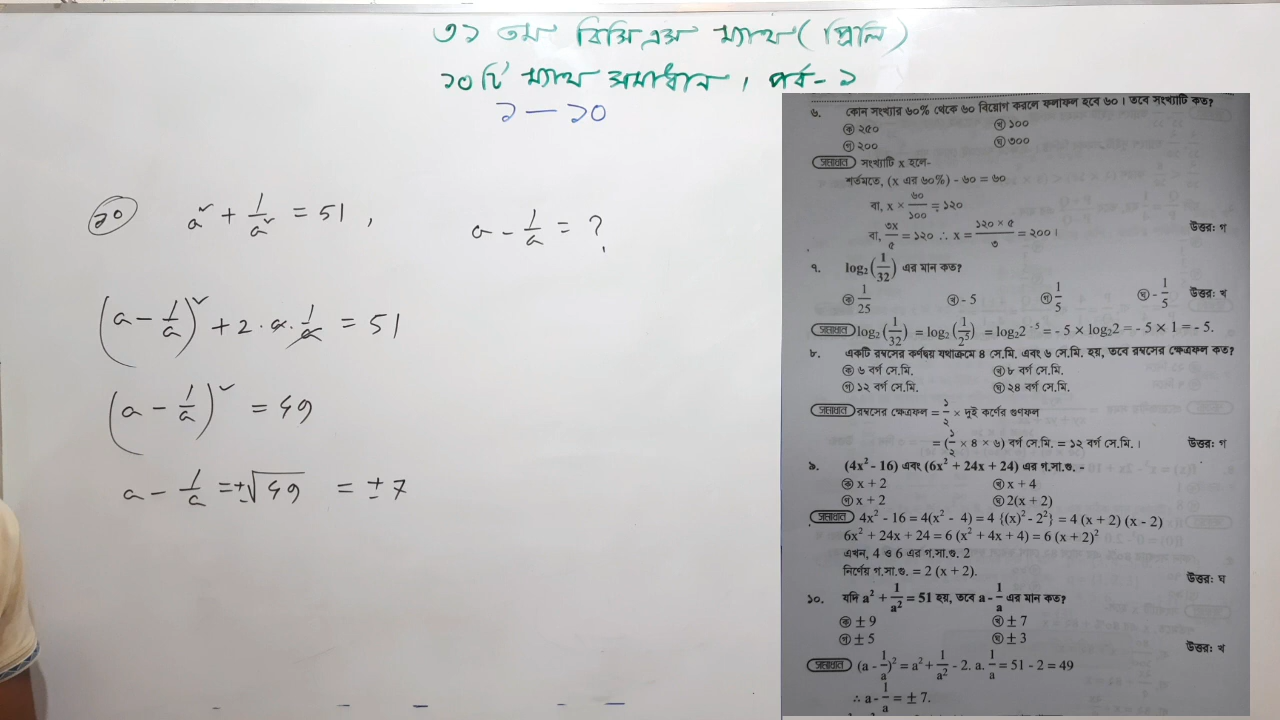 ৩১ তম বিসিএস ম্যাথ (প্রিলি)
১০টি ম্যাথ সমাধান। পর্ব-১
১ — ১০
১০ a² + 1/a² = 51, a - 1/a = ?
(a - 1/a)² + 2·a·1/a = 51
(a - 1/a)² = 49
a - 1/a = ±√49 = ±7
৬. কোন সংখ্যার ৬০% থেকে ৬০ বিয়োগ করলে ফলাফল হবে ৬০। তবে সংখ্যাটি কত?
ক ২৫০ খ ১০০
গ ২০০ ঘ ৩০০
সমাধান সংখ্যাটি x হলে-
শর্তমতে, (x এর ৬০%) - ৬০ = ৬০
বা, x × ৬০/১০০ = ১২০
বা, ৩x/৫ = ১২০ ∴ x = ১২০ × ৫/৩ = ২০০। উত্তর: গ
৭. log₂(1/32) এর মান কত?
ক 1/25 খ - 5 গ 1/5 ঘ - 1/5 উত্তর: খ
সমাধান log₂(1/32) = log₂(1/2⁵) = log₂2⁻⁵ = - 5 × log₂2 = - 5 × 1 = - 5.
৮. একটি রম্বসের কর্ণদ্বয় যথাক্রমে ৪ সে.মি. এবং ৬ সে.মি. হয়, তবে রম্বসের ক্ষেত্রফল কত?
ক ৬ বর্গ সে.মি. খ ৮ বর্গ সে.মি.
গ ১২ বর্গ সে.মি. ঘ ২৪ বর্গ সে.মি.
সমাধান রম্বসের ক্ষেত্রফল = ১/২ × দুই কর্ণের গুণফল
= (১/২ × ৪ × ৬) বর্গ সে.মি. = ১২ বর্গ সে.মি.। উত্তর: গ
৯. (4x² - 16) এবং (6x² + 24x + 24) এর গ.সা.গু. -
ক x + 2 খ x + 4
গ x + 2 ঘ 2(x + 2)
সমাধান 4x² - 16 = 4(x² - 4) = 4 {(x)² - 2²} = 4 (x + 2) (x - 2)
6x² + 24x + 24 = 6 (x² + 4x + 4) = 6 (x + 2)²
এখন, 4 ও 6 এর গ.সা.গু. 2
নির্ণেয় গ.সা.গু. = 2 (x + 2). উত্তর: ঘ
১০. যদি a² + 1/a² = 51 হয়, তবে a - 1/a এর মান কত?
ক ± 9 খ ± 7
গ ± 5 ঘ ± 3
উত্তর: খ
সমাধান (a - 1/a)² = a² + 1/a² - 2. a. 1/a = 51 - 2 = 49
∴ a - 1/a = ± 7.